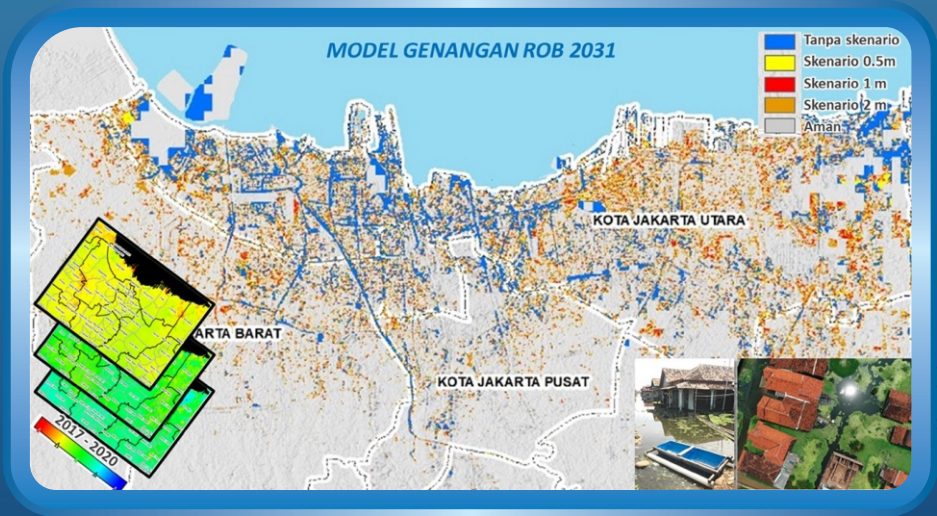 MODEL GENANGAN ROB 2031
Tanpa skenario
Skenario 0.5m
Skenario 1 m
Skenario 2 m
Aman
KOTA JAKARTA UTARA
ARTA BARAT
KOTA JAKARTA PUSAT
2017 - 2020